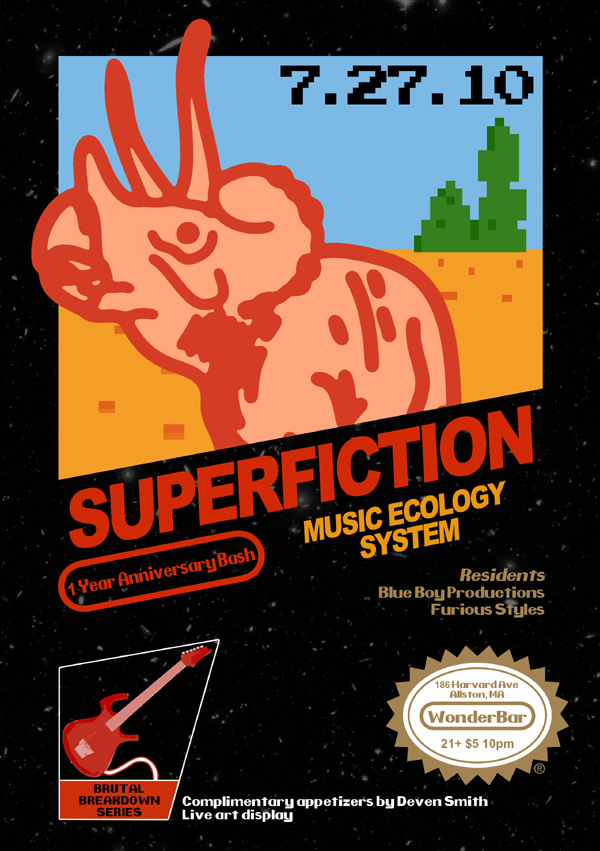 7.27.10
SUPERFICTION
MUSIC ECOLOGY
SYSTEM
1 Year Anniversary Bash
Residents
Blue Boy Productions
Furious Styles
186 Harvard Ave
Allston, MA
WonderBar
21+ $5 10pm
®
BRUTAL
BREAKDOWN
SERIES
Complimentary appetizers by Deven Smith
Live art display